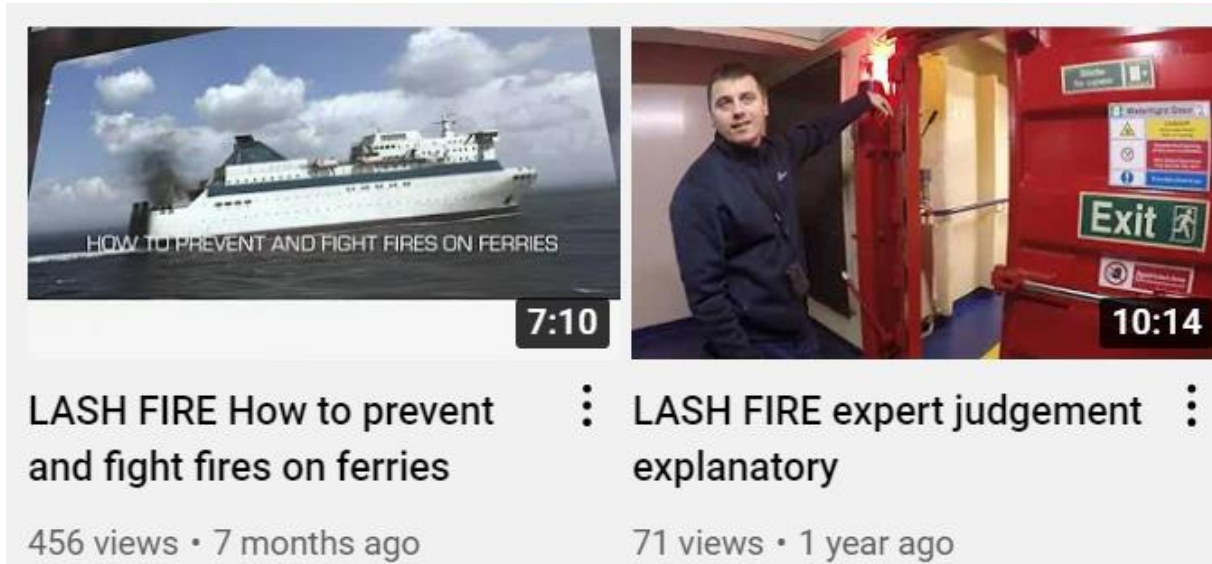 HOW TO PREVENT AND FIGHT FIRES ON FERRIES
7:10
Watertight Door
Exit
10:14
LASH FIRE How to prevent
and fight fires on ferries
456 views • 7 months ago
LASH FIRE expert judgement
explanatory
71 views • 1 year ago